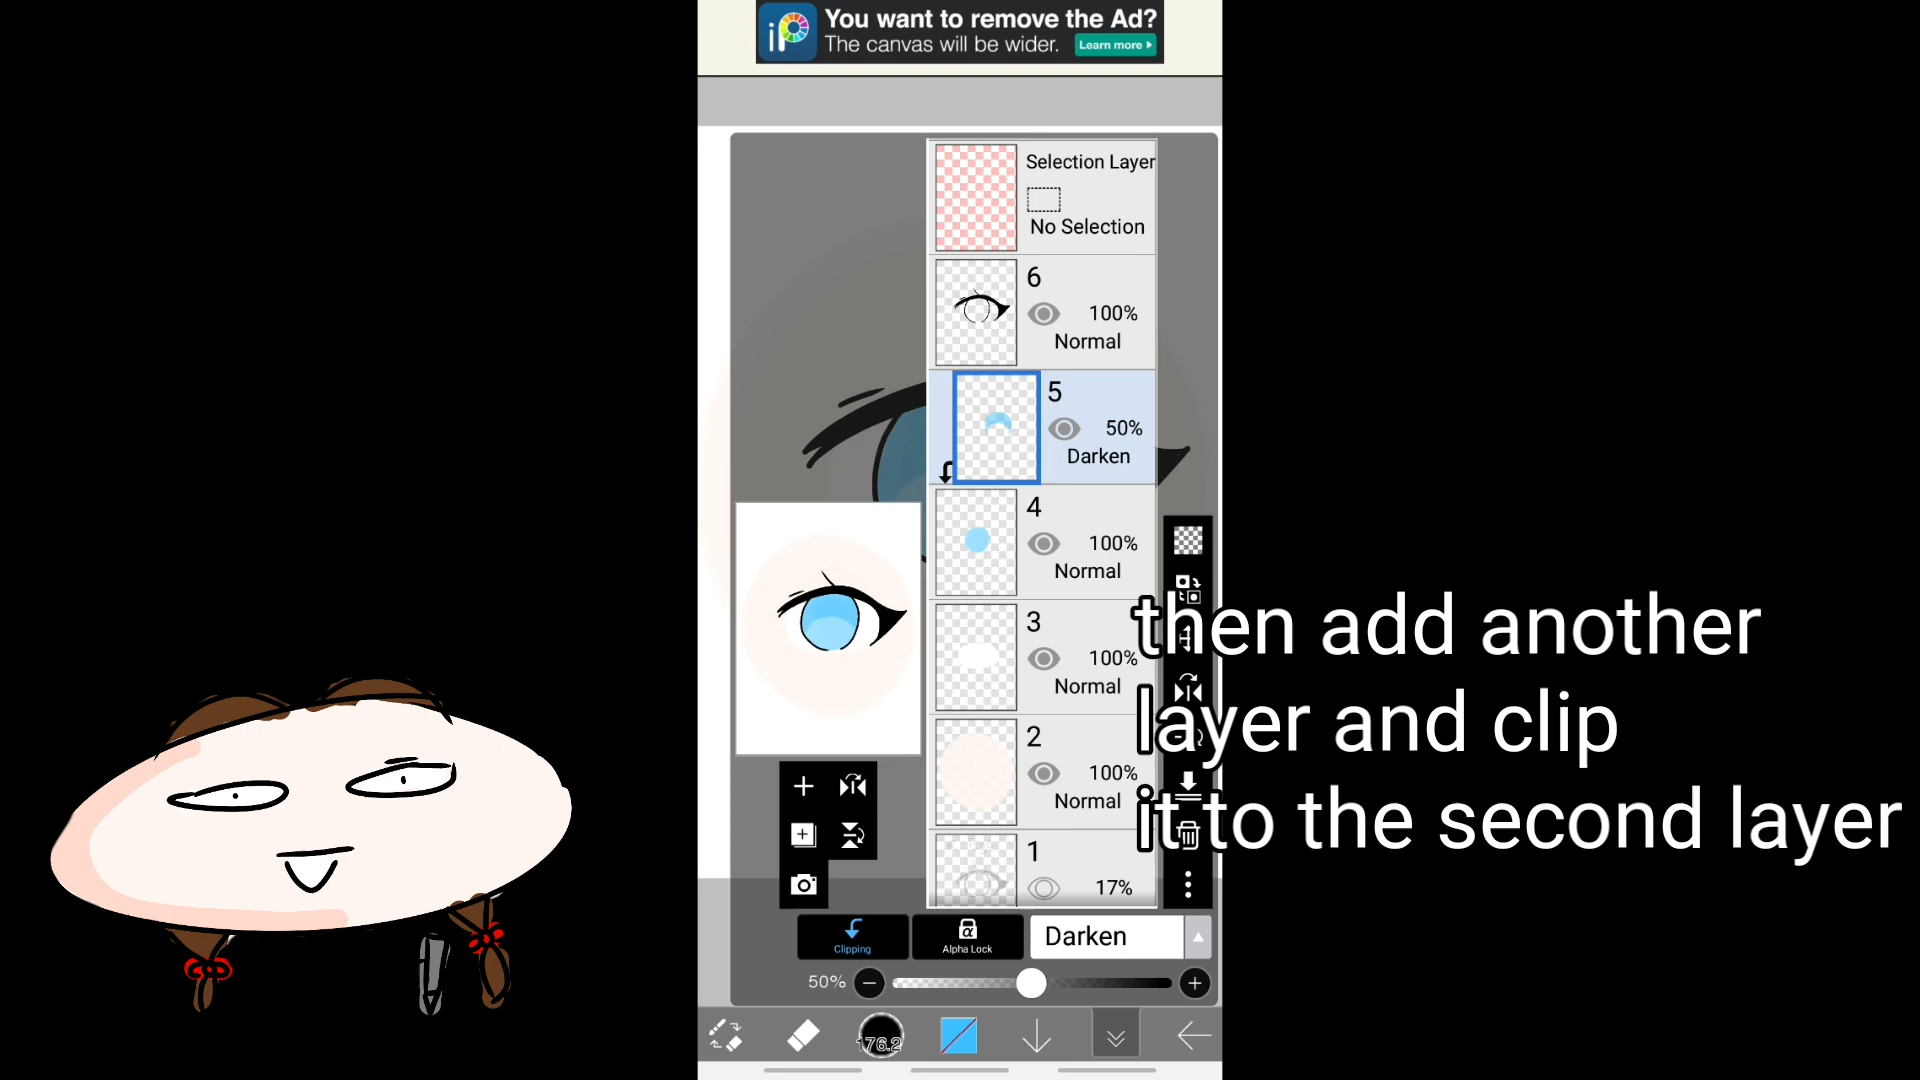 iP
You want to remove the Ad?
The canvas will be wider. Learn more
Selection Layer
No Selection
6
100%
Normal
5
50%
Darken
4
100%
Normal
3
100%
Normal
2
100%
Normal
1
17%
then add another
layer and clip
it to the second layer
Clipping
Alpha Lock
Darken
50%
176.2